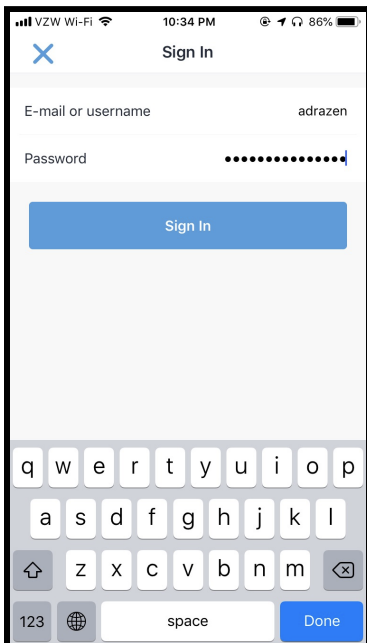 VZW Wi-Fi 10:34 PM 86%
Sign In
E-mail or username adrazen
Password •••••••••••••••
Sign In
q w e r t y u i o p
a s d f g h j k l
z x c v b n m
123 space Done